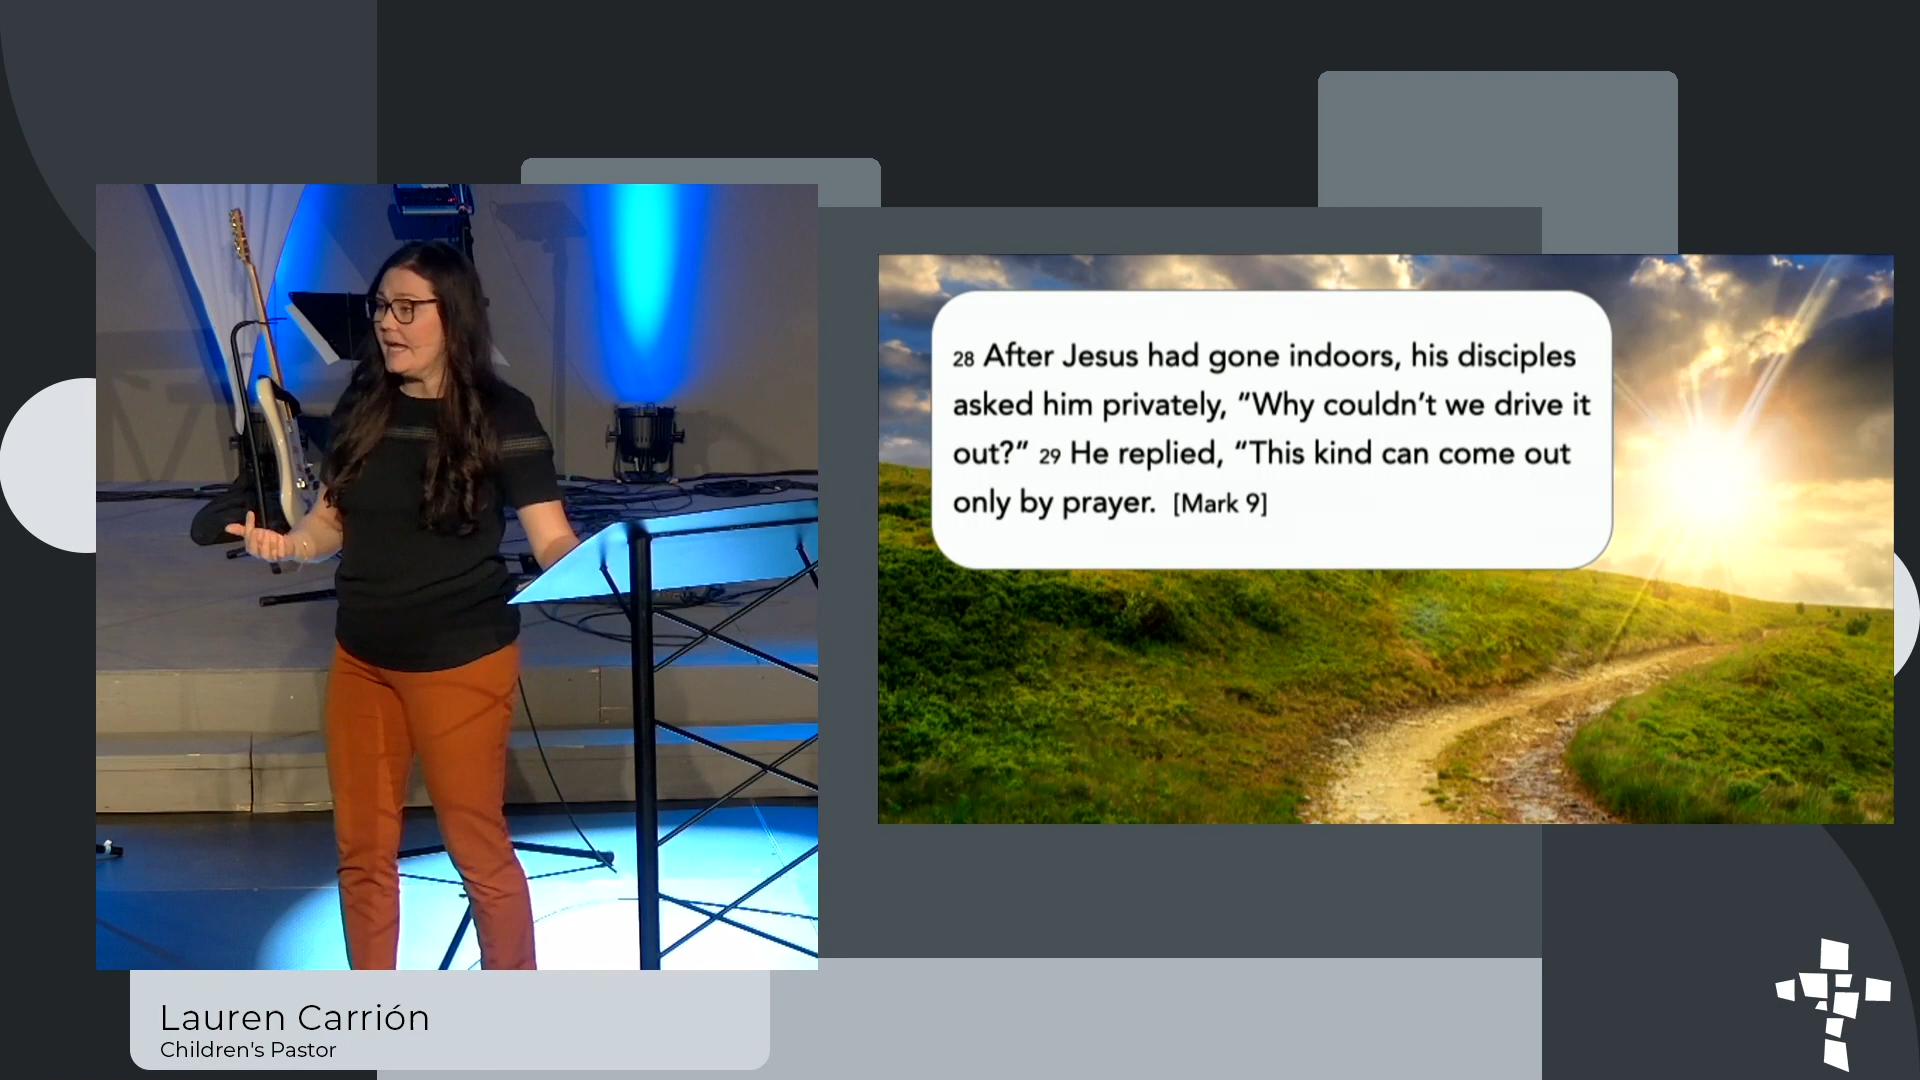 28 After Jesus had gone indoors, his disciples
asked him privately, “Why couldn’t we drive it
out?” 29 He replied, “This kind can come out
only by prayer. [Mark 9]
Lauren Carrión
Children's Pastor